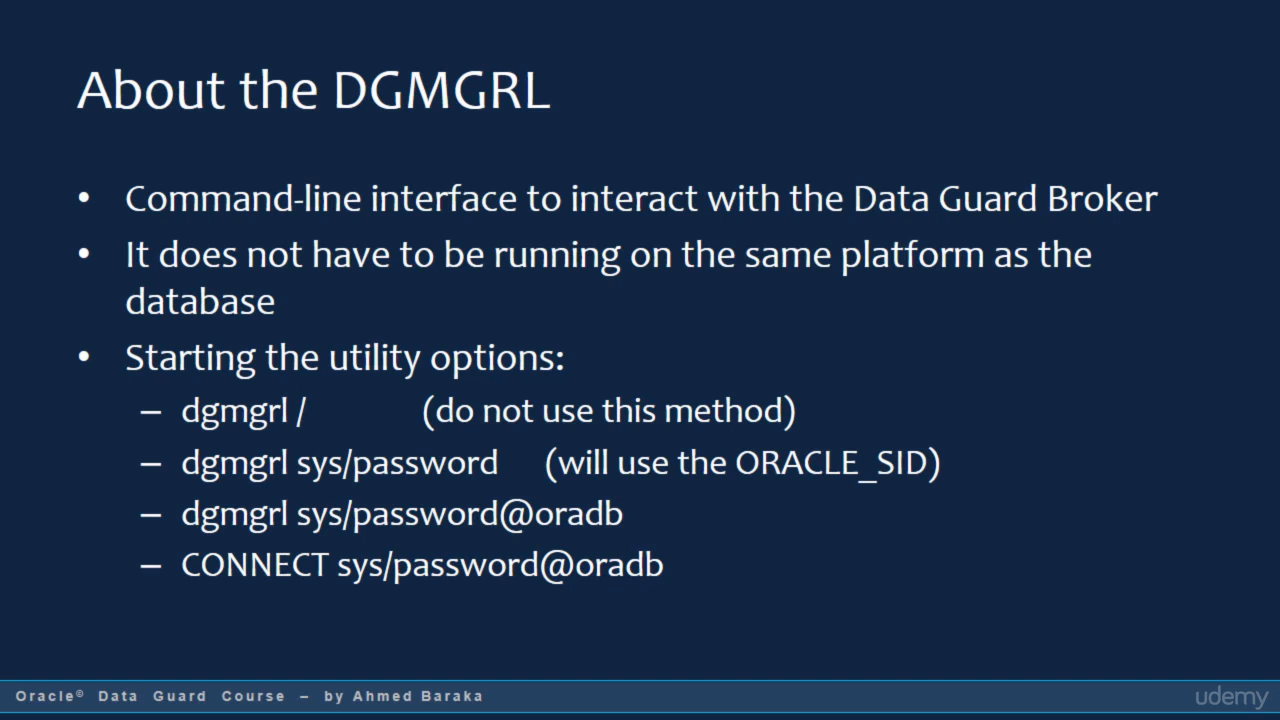 About the DGMGRL
• Command-line interface to interact with the Data Guard Broker
• It does not have to be running on the same platform as the
database
• Starting the utility options:
– dgmgrl / (do not use this method)
– dgmgrl sys/password (will use the ORACLE_SID)
– dgmgrl sys/password@oradb
– CONNECT sys/password@oradb
Oracle© Data Guard Course – by Ahmed Baraka
udemy